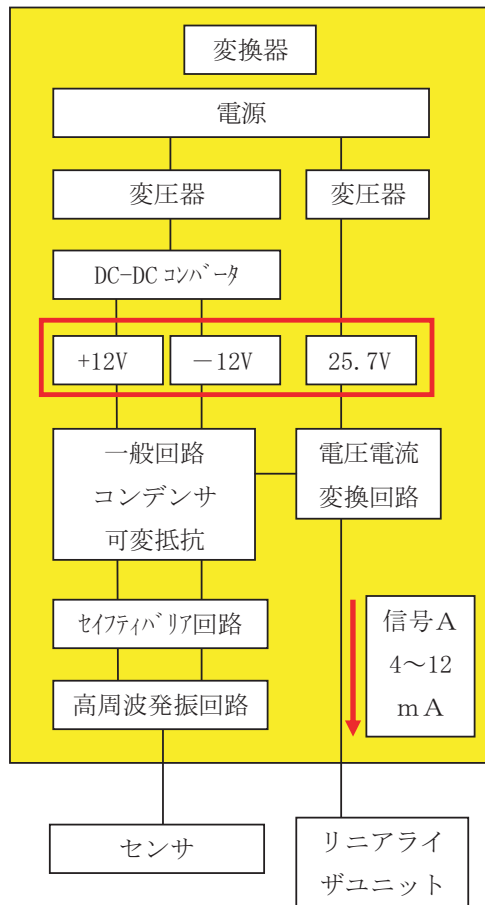 変換器
電源
変圧器
変圧器
DC-DC ｺﾝﾊﾞｰﾀ
+12V
－12V
25.7V
一般回路
コンデンサ
可変抵抗
電圧電流
変換回路
ｾｲﾌﾃｨﾊﾞﾘｱ回路
信号A
4～12
mA
高周波発振回路
センサ
リニアライ
ザユニット